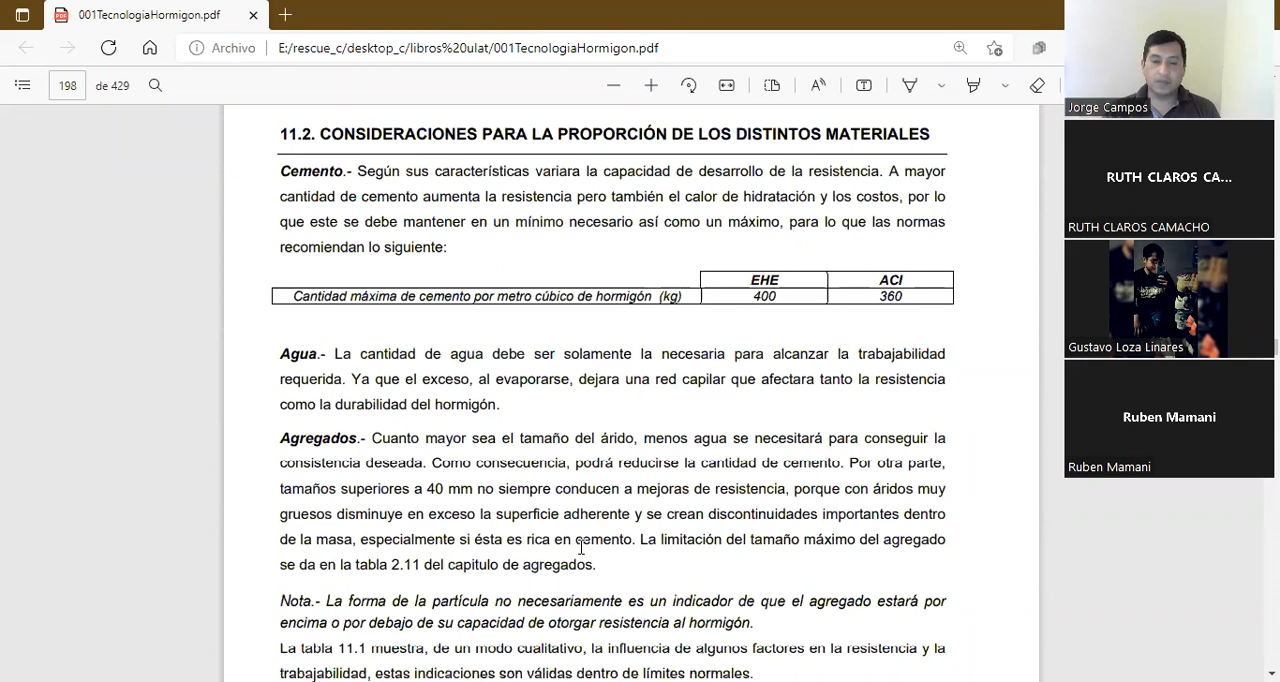 001TecnologiaHormigon.pdf
Archivo
E:/rescue_c/desktop_c/libros%20ulat/001TecnologiaHormigon.pdf
198 de 429
11.2. CONSIDERACIONES PARA LA PROPORCIÓN DE LOS DISTINTOS MATERIALES
Cemento.- Según sus características variara la capacidad de desarrollo de la resistencia. A mayor
cantidad de cemento aumenta la resistencia pero también el calor de hidratación y los costos, por lo
que este se debe mantener en un mínimo necesario así como un máximo, para lo que las normas
recomiendan lo siguiente:
EHE ACI
Cantidad máxima de cemento por metro cúbico de hormigón (kg) 400 360
Agua.- La cantidad de agua debe ser solamente la necesaria para alcanzar la trabajabilidad
requerida. Ya que el exceso, al evaporarse, dejara una red capilar que afectara tanto la resistencia
como la durabilidad del hormigón.
Agregados.- Cuanto mayor sea el tamaño del árido, menos agua se necesitará para conseguir la
consistencia deseada. Como consecuencia, podrá reducirse la cantidad de cemento. Por otra parte,
tamaños superiores a 40 mm no siempre conducen a mejoras de resistencia, porque con áridos muy
gruesos disminuye en exceso la superficie adherente y se crean discontinuidades importantes dentro
de la masa, especialmente si ésta es rica en cemento. La limitación del tamaño máximo del agregado
se da en la tabla 2.11 del capitulo de agregados.
Nota.- La forma de la partícula no necesariamente es un indicador de que el agregado estará por
encima o por debajo de su capacidad de otorgar resistencia al hormigón.
La tabla 11.1 muestra, de un modo cualitativo, la influencia de algunos factores en la resistencia y la
trabajabilidad, estas indicaciones son válidas dentro de límites normales.
Jorge Campos
RUTH CLAROS CA...
RUTH CLAROS CAMACHO
Gustavo Loza Linares
Ruben Mamani
Ruben Mamani